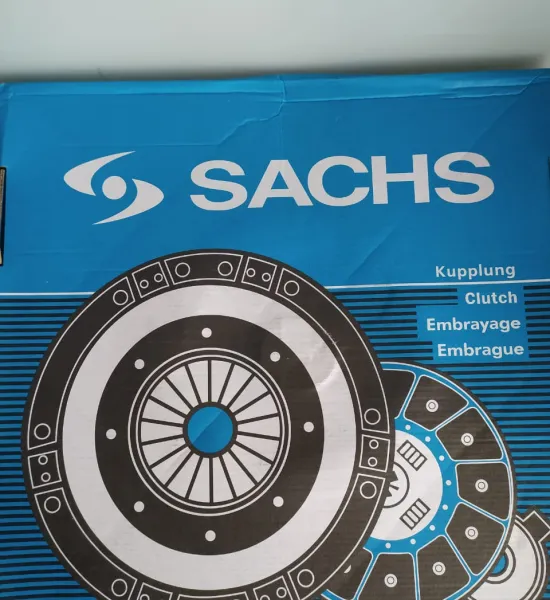 SACHS
Kupplung
Clutch
Embrayage
Embrague